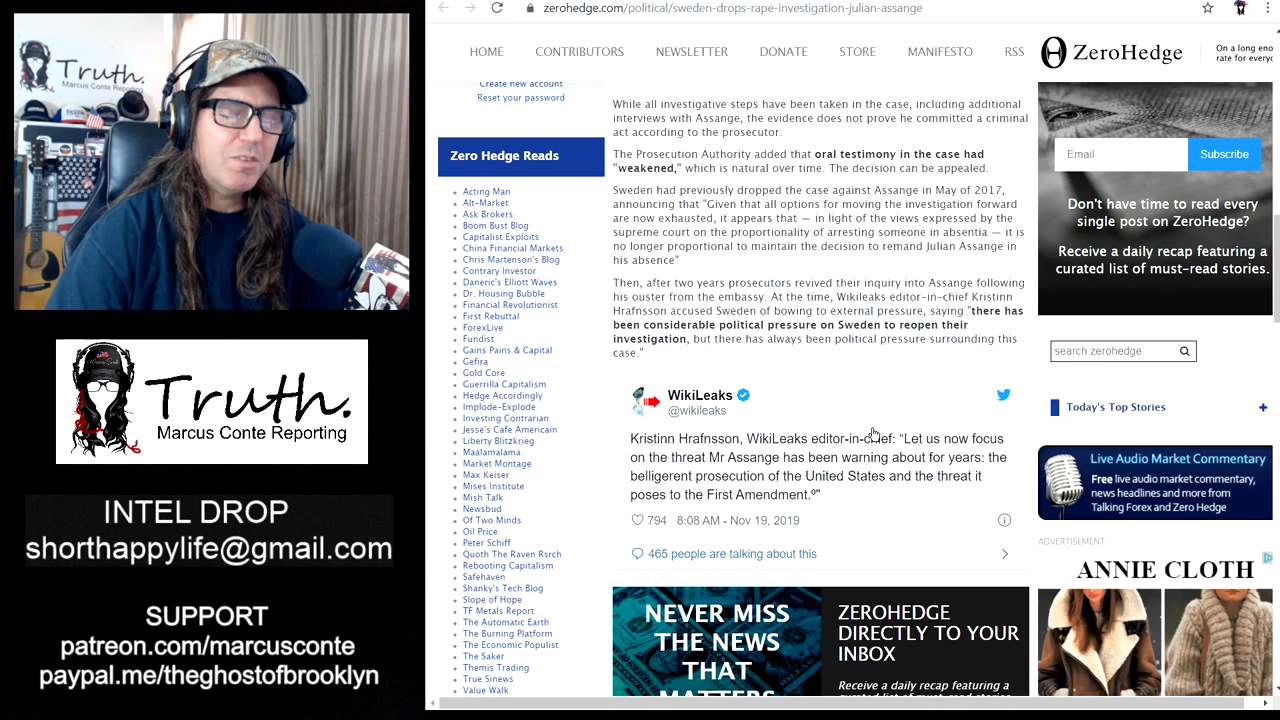 Truth.
Marcus Conte Reporting
Truth.
Marcus Conte Reporting
INTEL DROP
shorthappylife@gmail.com
SUPPORT
patreon.com/marcusconte
paypal.me/theghostofbrooklyn
zerohedge.com/political/sweden-drops-rape-investigation-julian-assange
HOME CONTRIBUTORS NEWSLETTER DONATE STORE MANIFESTO RSS
ZeroHedge
On a long eno
rate for everyo
Create new account
Reset your password
Zero Hedge Reads
Acting Man
Alt-Market
Ask Brokers
Boom Bust Blog
Capitalist Exploits
China Financial Markets
Chris Martenson's Blog
Contrary Investor
Daneric's Elliott Waves
Dr. Housing Bubble
Financial Revolutionist
First Rebuttal
ForexLive
Fundist
Gains Pains & Capital
Gefira
Gold Core
Guerrilla Capitalism
Hedge Accordingly
Implode-Explode
Investing Contrarian
Jesse's Cafe Americain
Liberty Blitzkrieg
Maalamalama
Market Montage
Max Keiser
Mises Institute
Mish Talk
Newsbud
Of Two Minds
Oil Price
Peter Schiff
Quoth The Raven Rsrch
Rebooting Capitalism
Safehaven
Shanky's Tech Blog
Slope of Hope
TF Metals Report
The Automatic Earth
The Burning Platform
The Economic Populist
The Saker
Themis Trading
True Sinews
Value Walk
While all investigative steps have been taken in the case, including additional
interviews with Assange, the evidence does not prove he committed a criminal
act according to the prosecutor.
The Prosecution Authority added that oral testimony in the case had
"weakened," which is natural over time. The decision can be appealed.
Sweden had previously dropped the case against Assange in May of 2017,
announcing that "Given that all options for moving the investigation forward
are now exhausted, it appears that — in light of the views expressed by the
supreme court on the proportionality of arresting someone in absentia — it is
no longer proportional to maintain the decision to remand Julian Assange in
his absence"
Then, after two years prosecutors revived their inquiry into Assange following
his ouster from the embassy. At the time, Wikileaks editor-in-chief Kristinn
Hrafnsson accused Sweden of bowing to external pressure, saying "there has
been considerable political pressure on Sweden to reopen their
investigation, but there has always been political pressure surrounding this
case."
WikiLeaks
@wikileaks
Kristinn Hrafnsson, WikiLeaks editor-in-chief: “Let us now focus
on the threat Mr Assange has been warning about for years: the
belligerent prosecution of the United States and the threat it
poses to the First Amendment.⁰"
794 8:08 AM - Nov 19, 2019
465 people are talking about this
NEVER MISS
THE NEWS
THAT
MATTERS
ZEROHEDGE
DIRECTLY TO YOUR
INBOX
Receive a daily recap featuring a
curated list of must-read stories.
Email
Subscribe
Don't have time to read every
single post on ZeroHedge?
Receive a daily recap featuring a
curated list of must-read stories.
search zerohedge
Today's Top Stories
Live Audio Market Commentary
Free live audio market commentary,
news headlines and more from
Talking Forex and Zero Hedge
ADVERTISEMENT
ANNIE CLOTH